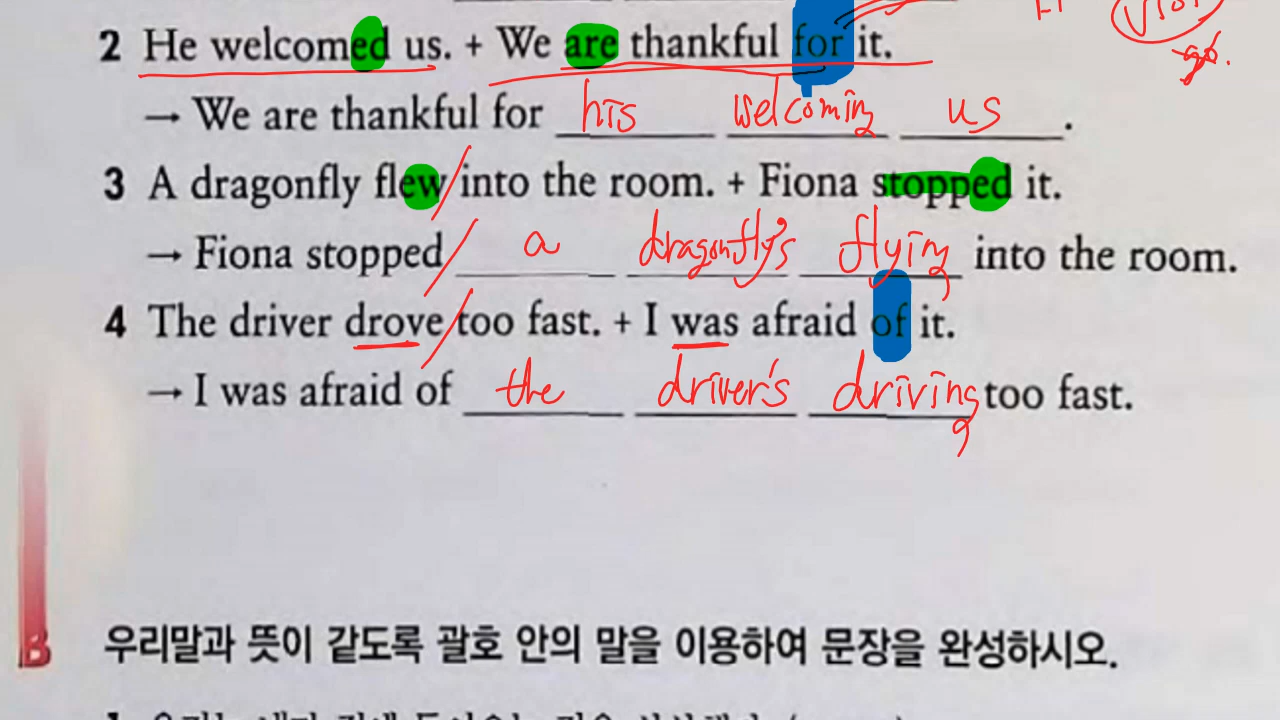 2 He welcomed us. + We are thankful for it.
→ We are thankful for his welcoming us.
3 A dragonfly flew/into the room. + Fiona stopped it.
→ Fiona stopped/ a dragonfly's flying into the room.
4 The driver drove/too fast. + I was afraid of it.
→ I was afraid of the driver's driving too fast.
B 우리말과 뜻이 같도록 괄호 안의 말을 이용하여 문장을 완성하시오.